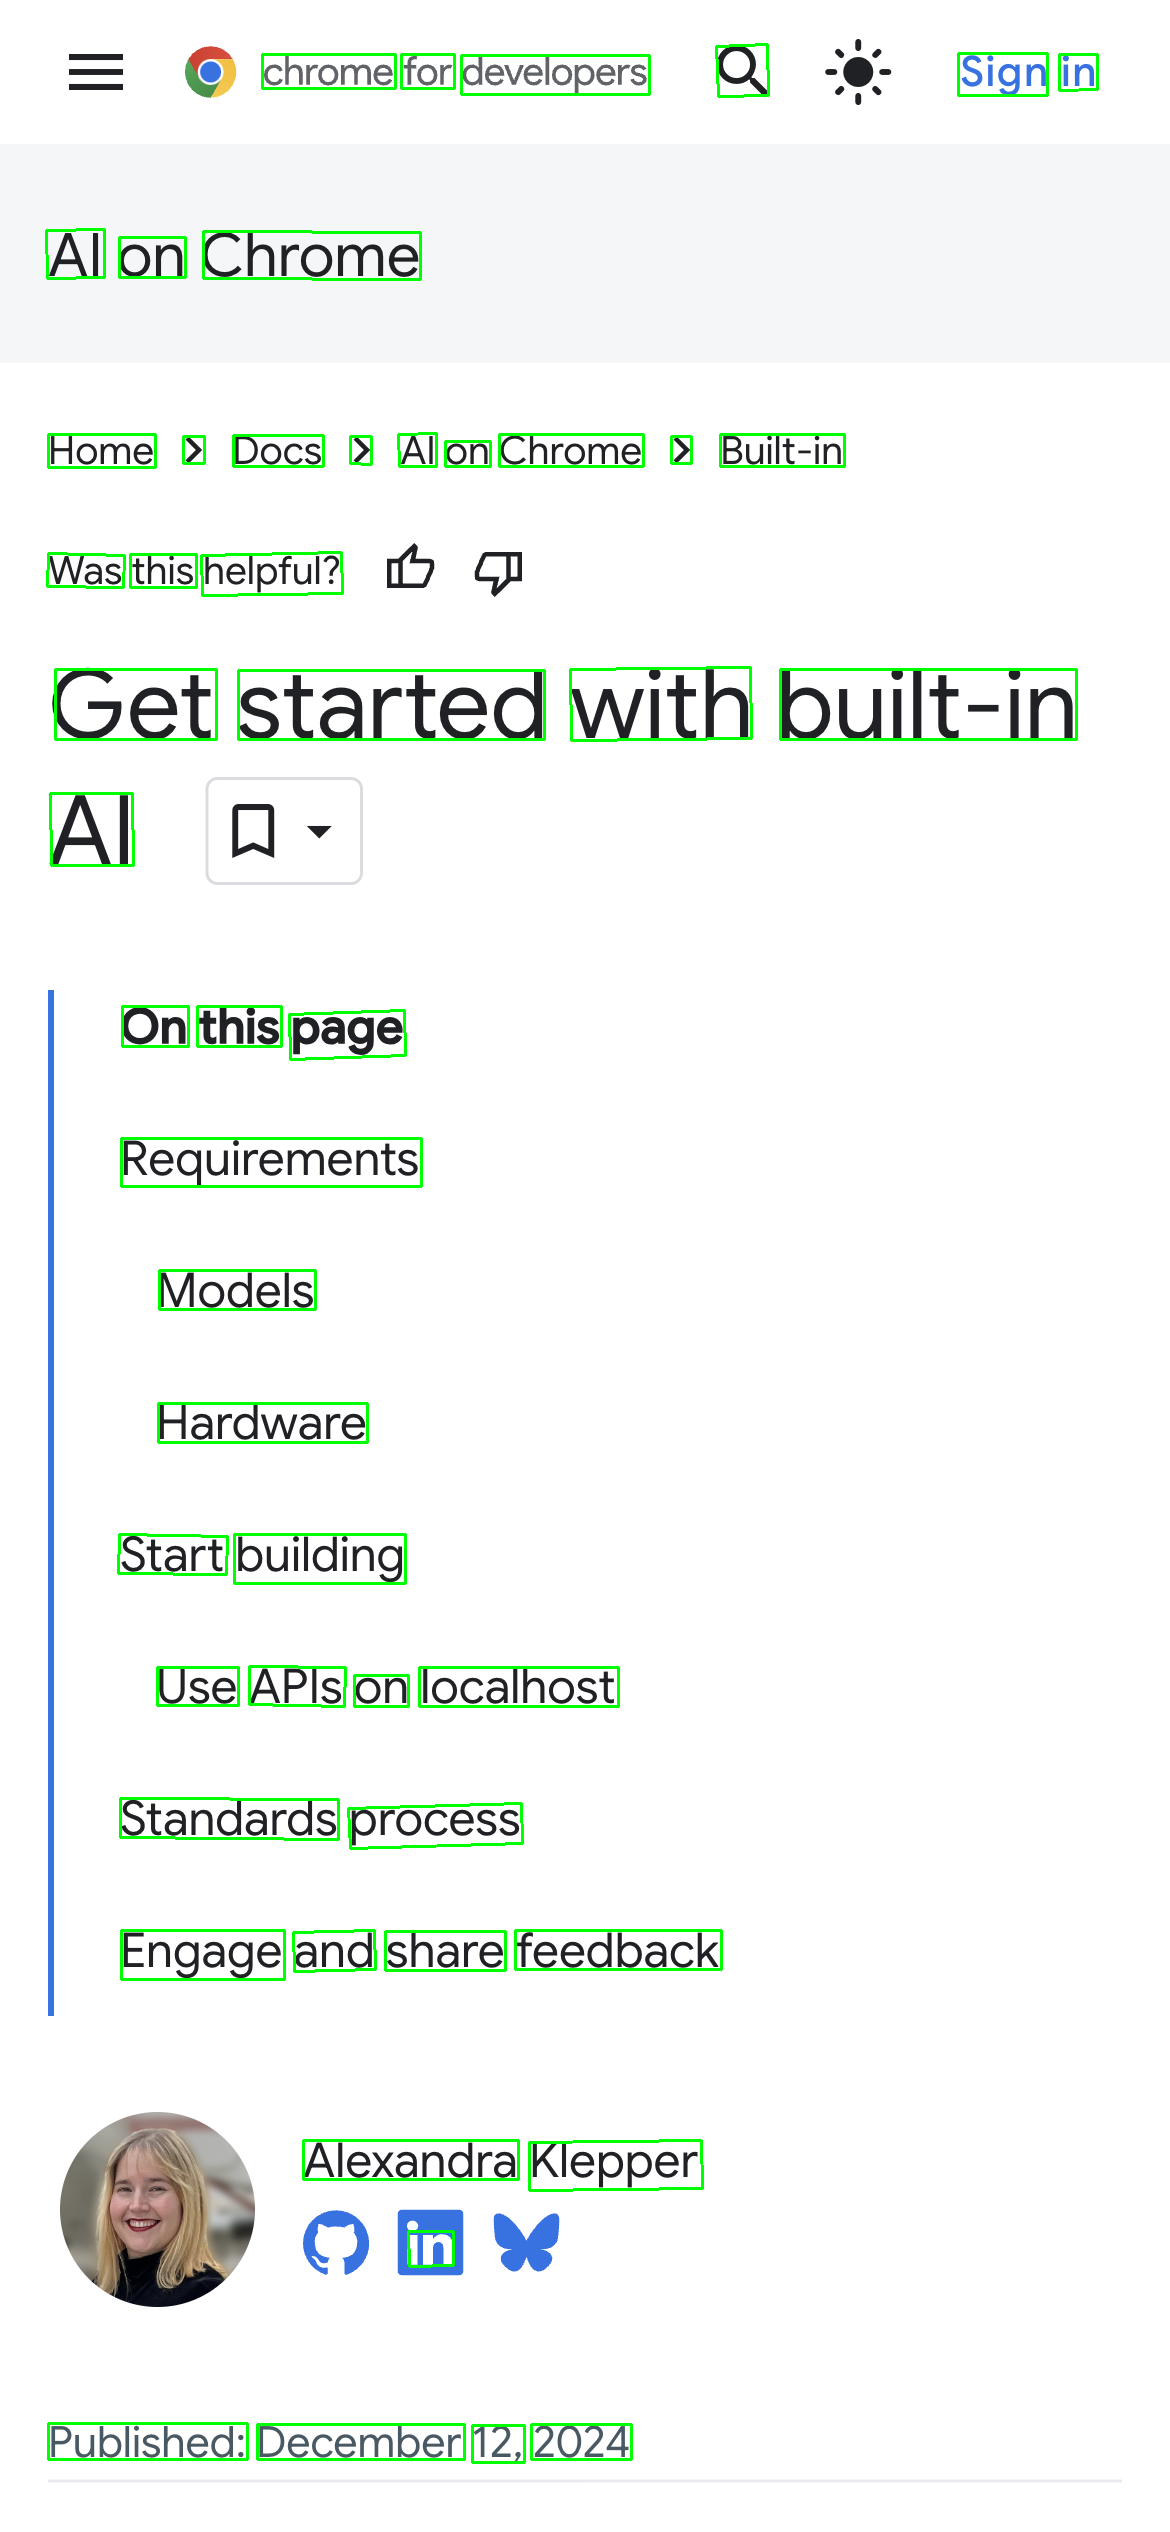 chrome for developers Sign in
AI on Chrome
Home > Docs > AI on Chrome > Built-in
Was this helpful?
Get started with built-in
AI
On this page
Requirements
Models
Hardware
Start building
Use APIs on localhost
Standards process
Engage and share feedback
Alexandra Klepper
in
Published: December 12, 2024